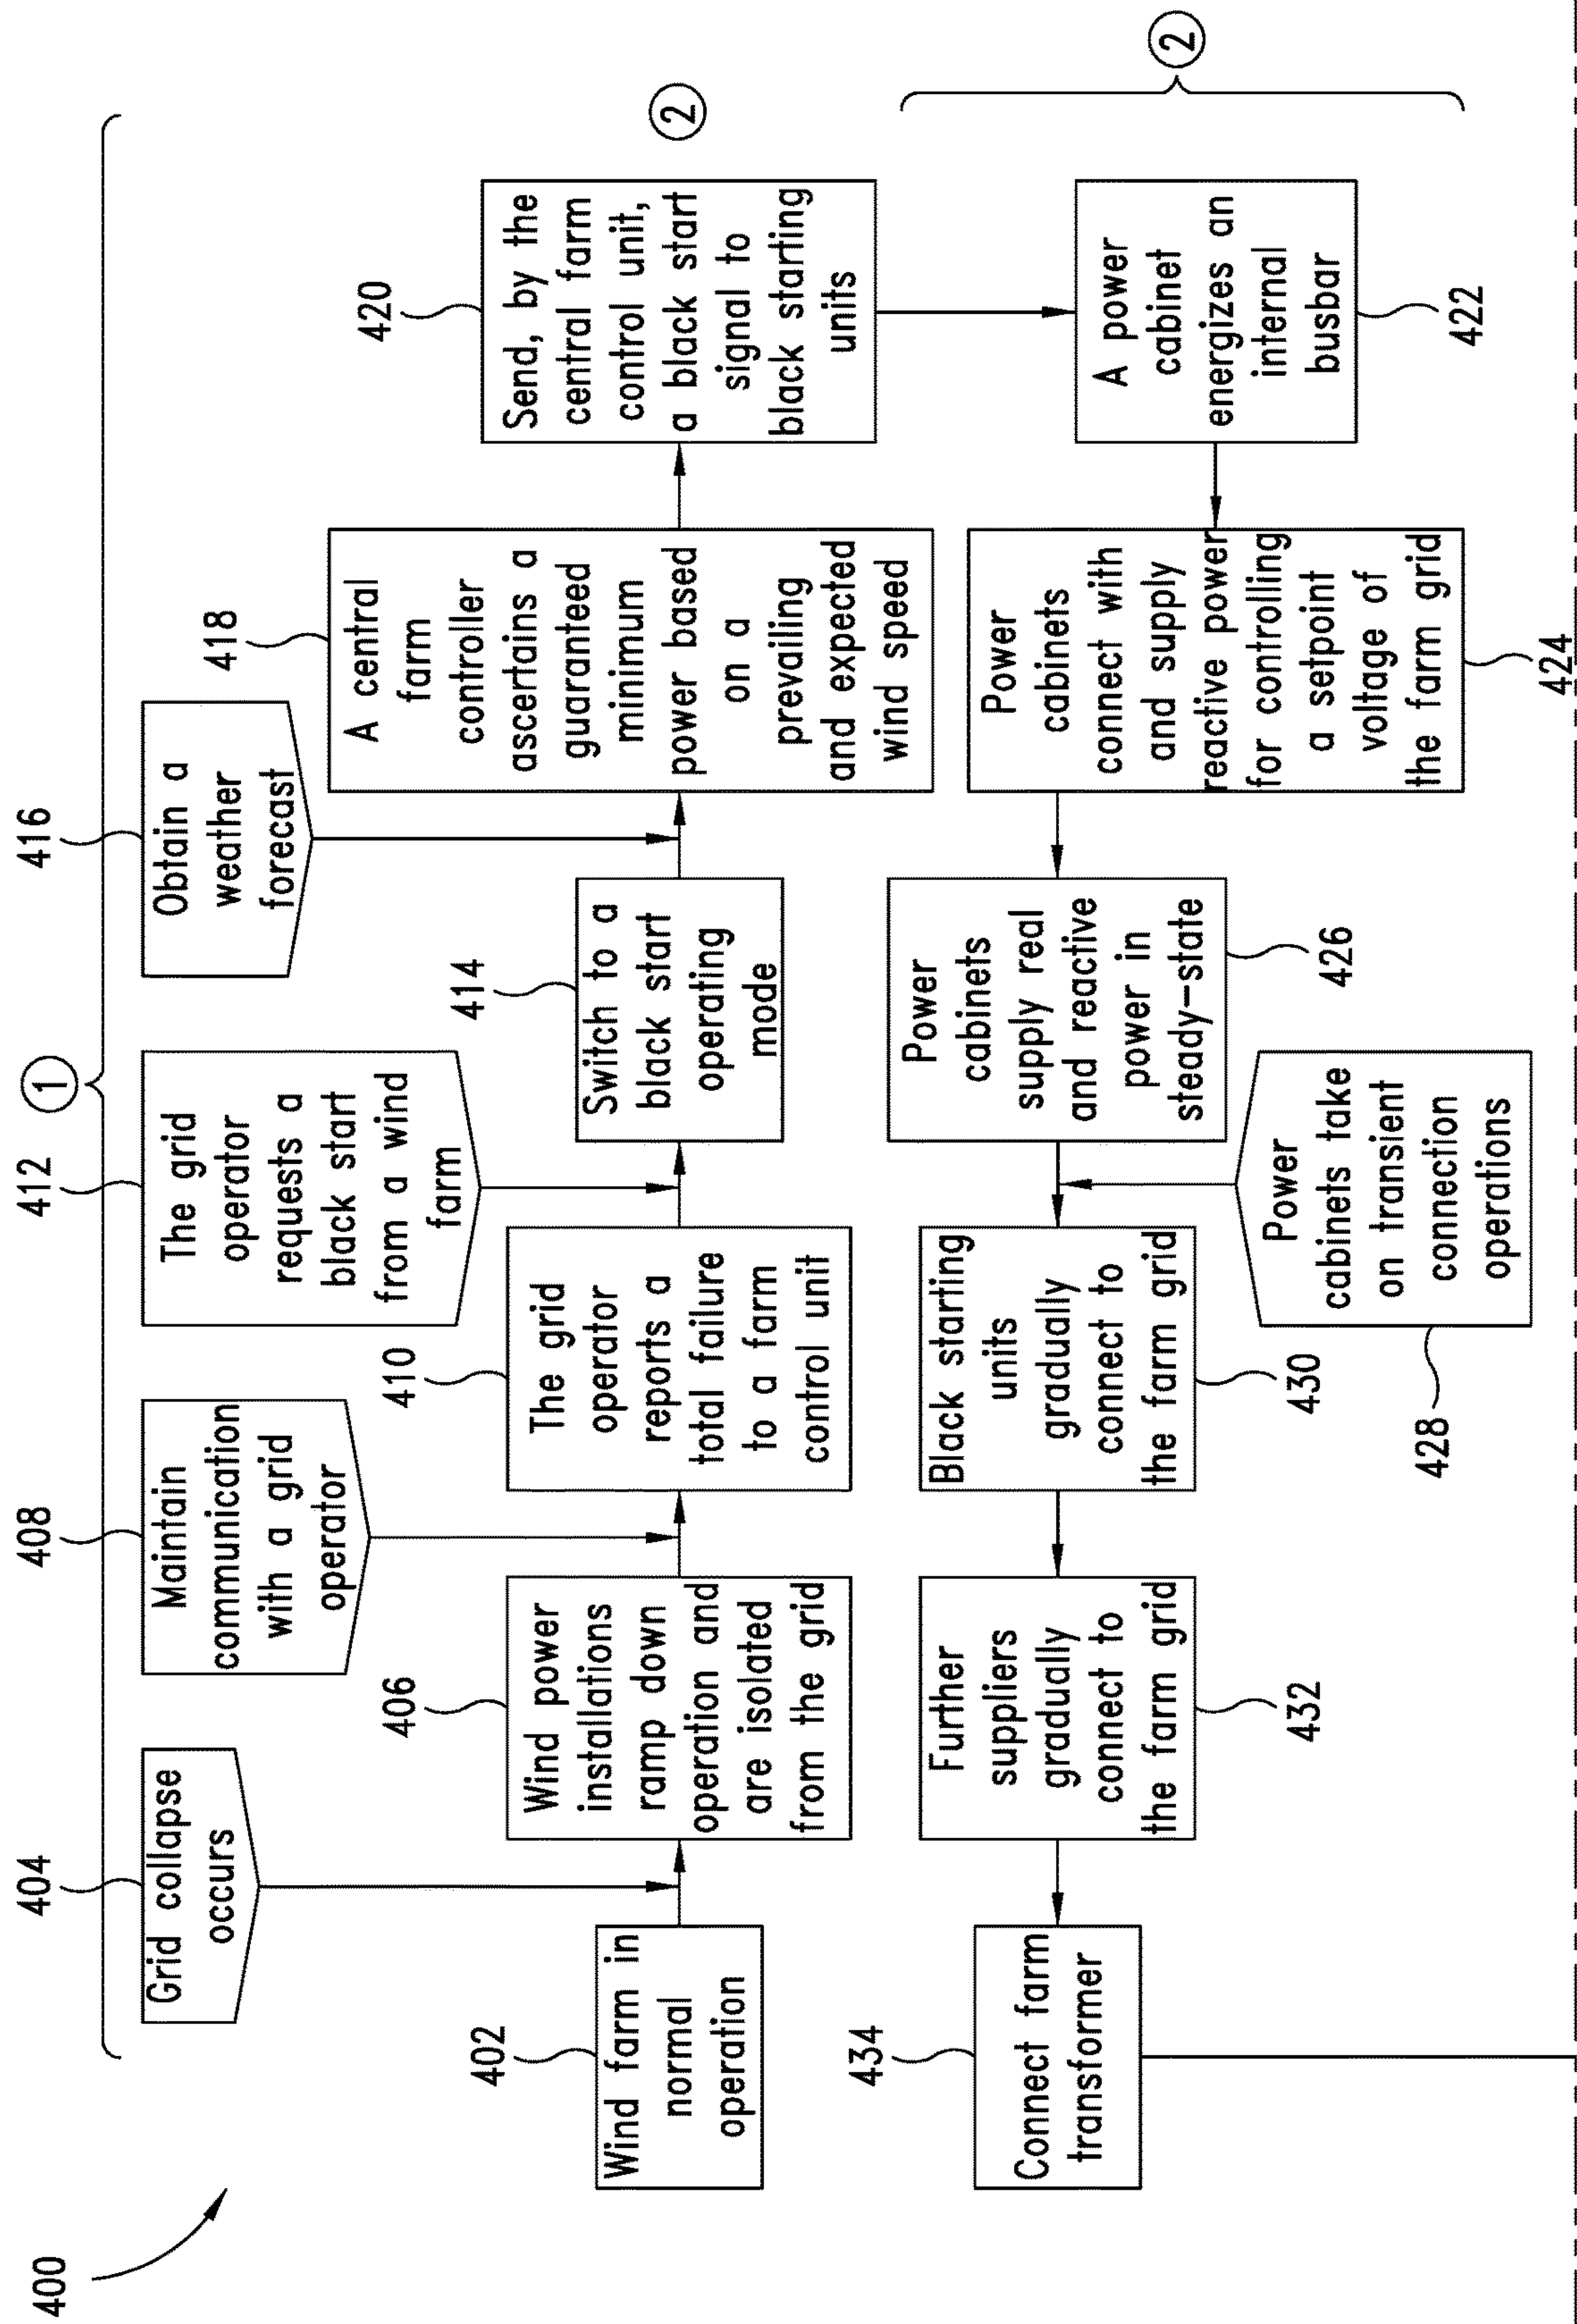 400
1
404
Grid collapse
occurs
408
Maintain
communication
with a grid
operator
412
The grid
operator
requests a
black start
from a wind
farm
416
Obtain a
weather
forecast
402
Wind farm in
normal
operation
406
Wind power
installations
ramp down
operation and
are isolated
from the grid
410
The grid
operator
reports a
total failure
to a farm
control unit
414
Switch to a
black start
operating
mode
418
A central
farm
controller
ascertains a
guaranteed
minimum
power based
on a
prevailing
and expected
wind speed
420
Send, by the
central farm
control unit,
a black start
signal to
black starting
units
2
434
Connect farm
transformer
Further
suppliers
gradually
connect to
the farm grid
432
Black starting
units
gradually
connect to
the farm grid
430
Power
cabinets
supply real
and reactive
power in
steady-state
426
Power
cabinets
connect with
and supply
reactive power
for controlling
a setpoint
voltage of
the farm grid
424
A power
cabinet
energizes an
internal
busbar
422
2
428
Power
cabinets take
on transient
connection
operations